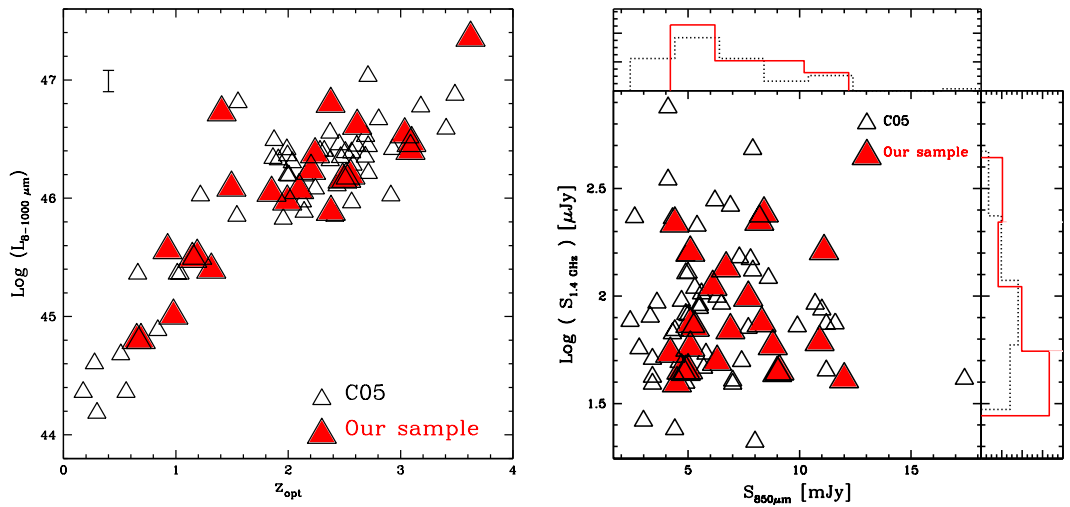 47
46
45
44
Log (L8-1000 μm)
0
1
2
3
4
zopt
C05
Our sample
2.5
2
1.5
Log ( S1.4 GHz ) [μJy]
5
10
15
S850μm [mJy]
C05
Our sample